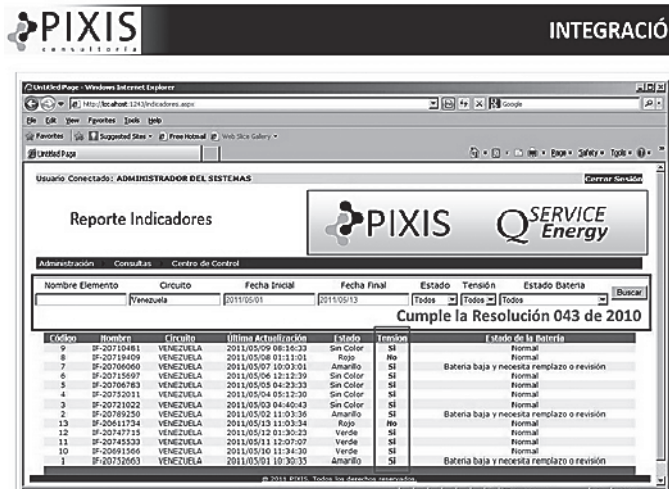 PIXIS
consultoría
INTEGRACIÓ
Untitled Page - Windows Internet Explorer
http://localhost:1243/indicadores.aspx
Google
File Edit View Favorites Tools Help
Favorites Suggested Sites Free Hotmail Web Slice Gallery
Untitled Page
Page Safety Tools
Usuario Conectado: ADMINISTRADOR DEL SISTEMAS
Cerrar Sesión
Reporte Indicadores
PIXIS
QSERVICE
Energy
Administración Consultas Centro de Control
Nombre Elemento Circuito Fecha Inicial Fecha Final Estado Tensión Estado Bateria
Venezuela 2011/05/01 2011/05/13 Todos Todos Todos Buscar
Cumple la Resolución 043 de 2010
Código Nombre Circuito Última Actualización Estado Tension Estado de la Batería
9 IF-20710461 VENEZUELA 2011/05/09 08:16:33 Sin Color Si Normal
8 IF-20719409 VENEZUELA 2011/05/08 01:11:01 Rojo No Normal
7 IF-20706060 VENEZUELA 2011/05/07 10:03:01 Amarillo Si Bateria baja y necesita remplazo o revisión
6 IF-20715697 VENEZUELA 2011/05/06 12:12:39 Sin Color Si Normal
5 IF-20706783 VENEZUELA 2011/05/05 04:23:33 Sin Color Si Normal
4 IF-20752011 VENEZUELA 2011/05/04 05:12:30 Sin Color Si Normal
3 IF-20721022 VENEZUELA 2011/05/03 04:40:43 Sin Color Si Normal
2 IF-20789250 VENEZUELA 2011/05/02 11:03:36 Amarillo Si Bateria baja y necesita remplazo o revisión
13 IF-20611734 VENEZUELA 2011/05/13 11:03:34 Rojo No Normal
12 IF-20747715 VENEZUELA 2011/05/12 01:30:23 Verde Si Normal
11 IF-20745533 VENEZUELA 2011/05/11 12:07:07 Verde Si Normal
10 IF-20691566 VENEZUELA 2011/05/10 11:34:30 Verde Si Normal
1 IF-20752663 VENEZUELA 2011/05/01 10:30:35 Amarillo Si Bateria baja y necesita remplazo o revisión
@ 2011 PIXIS. Todos los derechos reservados.